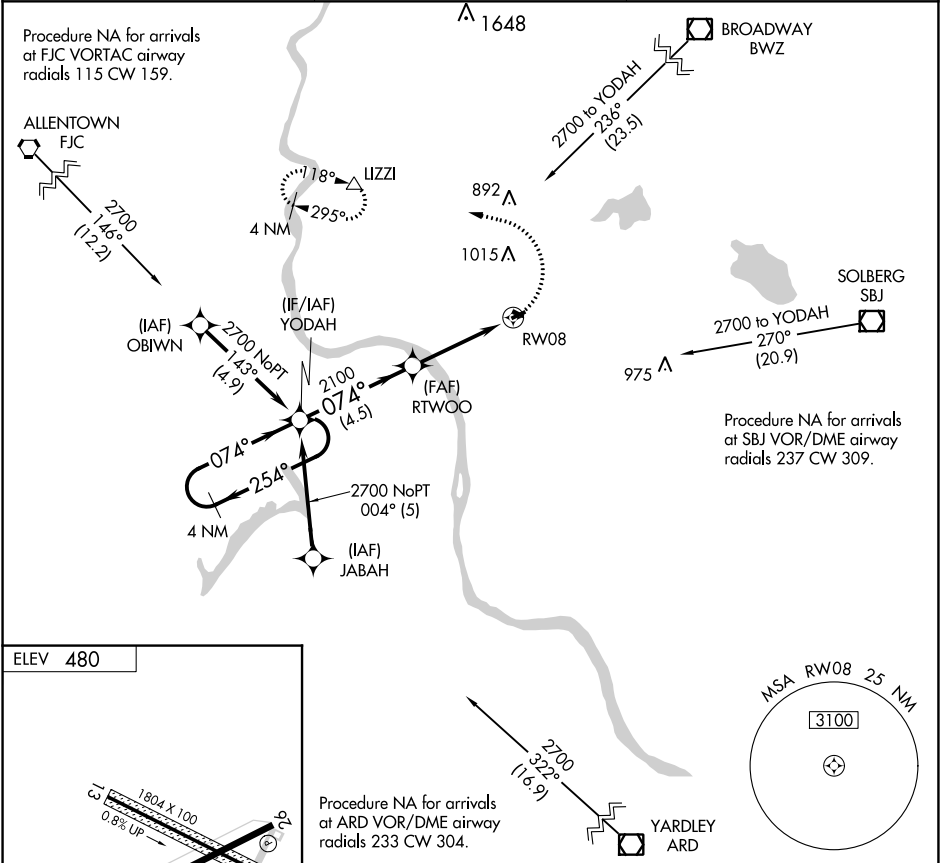 1648
Procedure NA for arrivals
at FJC VORTAC airway
radials 115 CW 159.
BROADWAY
BWZ
2700 to YODAH
236°
(23.5)
ALLENTOWN
FJC
2700
146°
(12.2)
118°
LIZZI
295°
4 NM
892
1015
SOLBERG
SBJ
2700 to YODAH
270°
(20.9)
975
(IAF)
OBIWN
2700 NoPT
143°
(4.9)
(IF/IAF)
YODAH
RW08
2100
074°
(4.5)
(FAF)
RTWOO
074°
254°
4 NM
2700 NoPT
004° (5)
(IAF)
JABAH
Procedure NA for arrivals
at SBJ VOR/DME airway
radials 237 CW 309.
ELEV 480
MSA RW08 25 NM
3100
2700
322°
(16.9)
YARDLEY
ARD
Procedure NA for arrivals
at ARD VOR/DME airway
radials 233 CW 304.
13
1804 X 100
0.8% UP
26
P